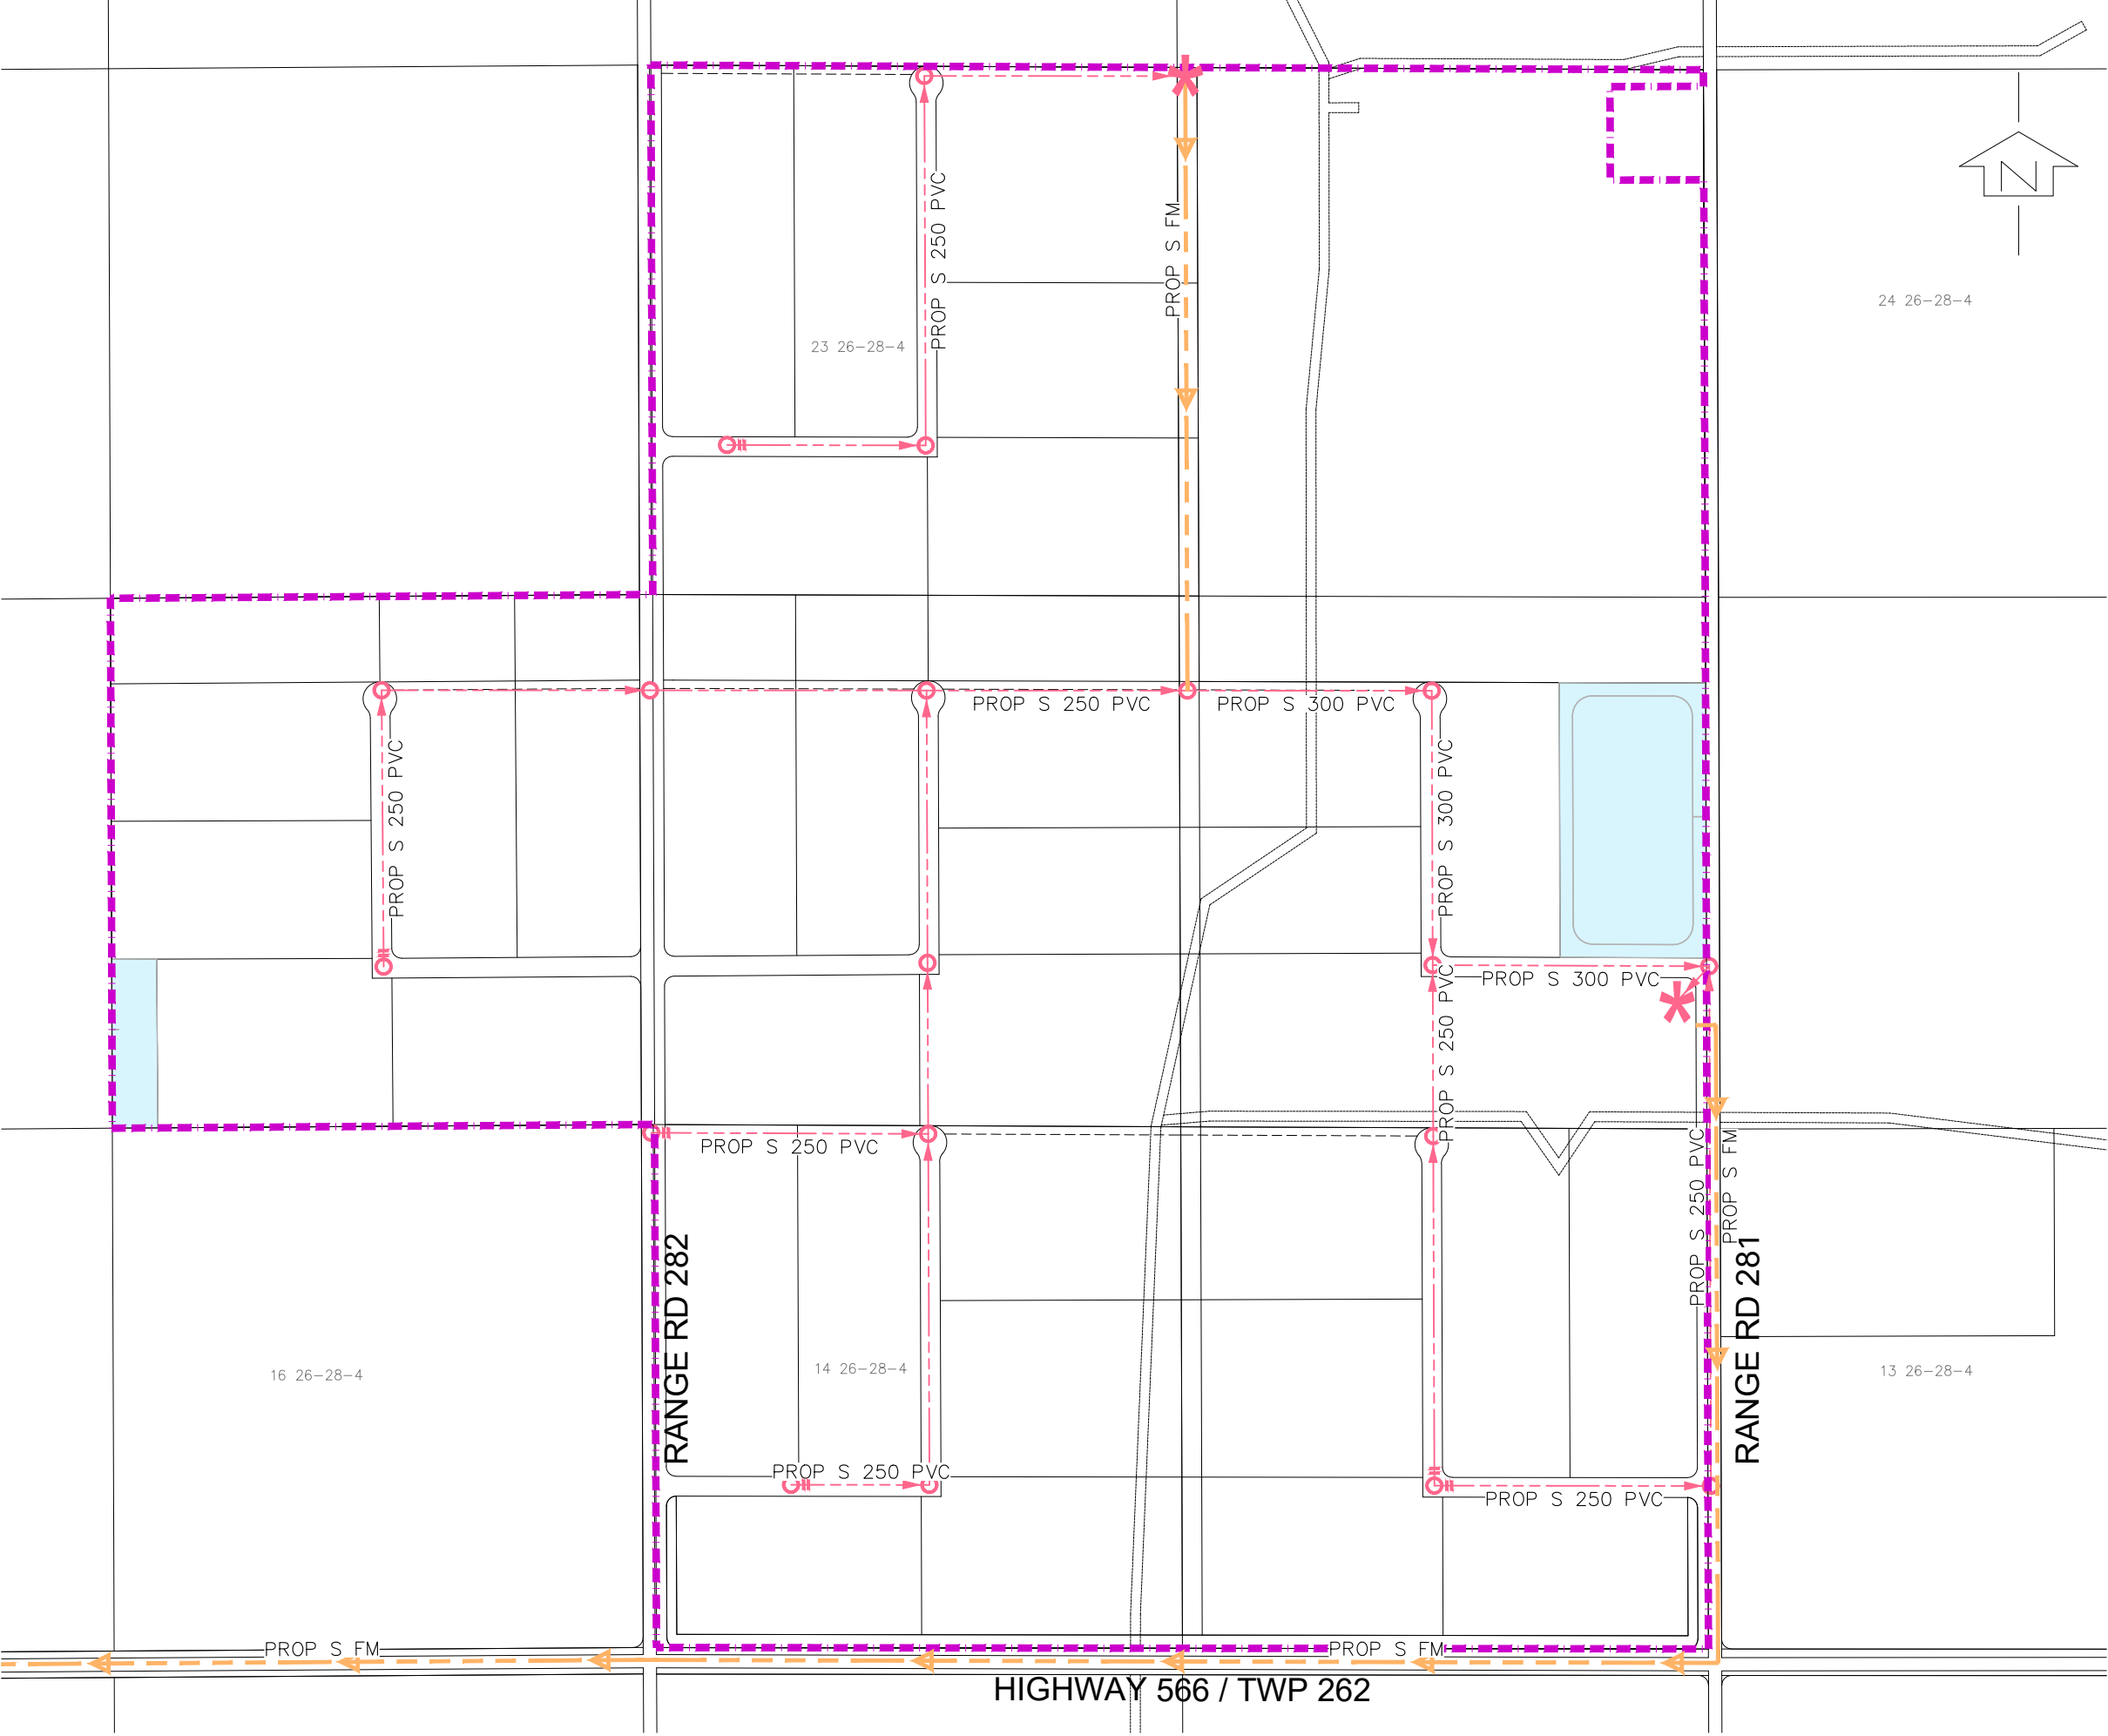 N
24 26-28-4
PROP S 250 PVC
PROP S FM
23 26-28-4
PROP S 250 PVC
PROP S 300 PVC
PROP S 250 PVC
PROP S 300 PVC
PROP S 300 PVC
PROP S 250 PVC
PROP S 250 PVC
PROP S 250 PVC
PROP S FM
RANGE RD 282
RANGE RD 281
16 26-28-4
14 26-28-4
13 26-28-4
PROP S 250 PVC
PROP S 250 PVC
PROP S FM
PROP S FM
HIGHWAY 566 / TWP 262